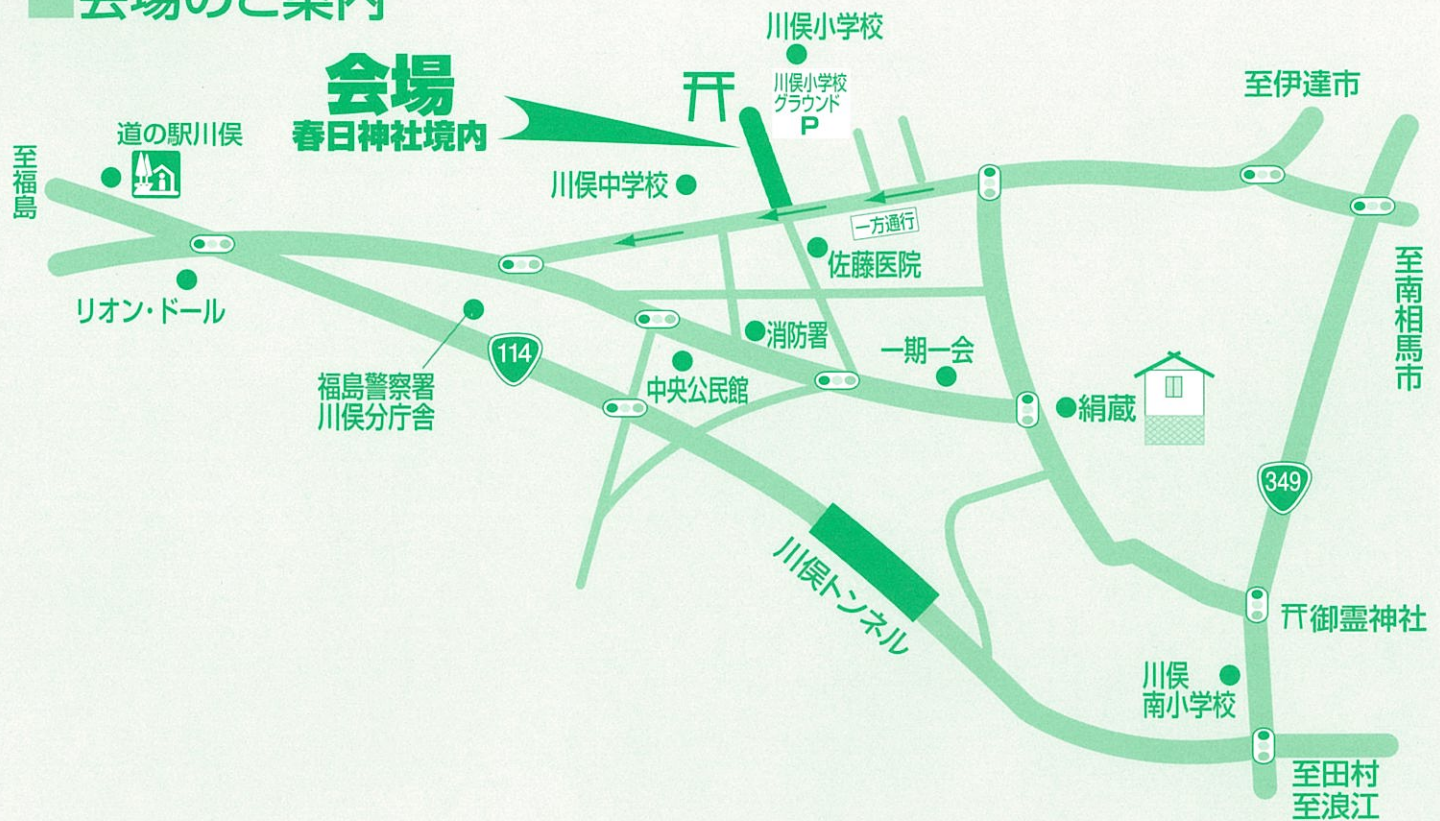 ■会場のご案内
川俣小学校
川俣小学校
グラウンド
P
会場
春日神社境内
至伊達市
道の駅川俣
至福島
川俣中学校
一方通行
佐藤医院
リオン・ドール
消防署
一期一会
114
福島警察署
川俣分庁舎
中央公民館
絹蔵
至南相馬市
349
川俣トンネル
御霊神社
川俣
南小学校
至田村
至浪江